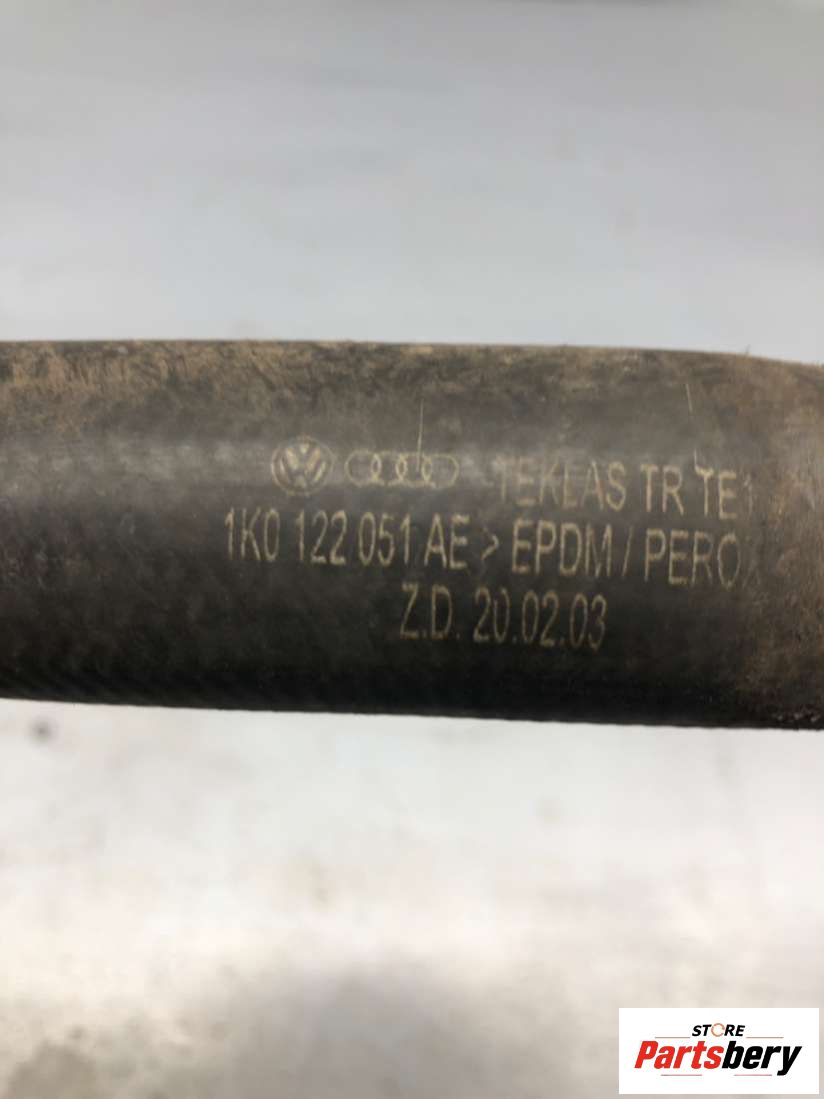 TEKLAS TR TE1
1K0 122 051 AE > EPDM / PERO
Z.D. 20.02.03
STORE
Partsbery